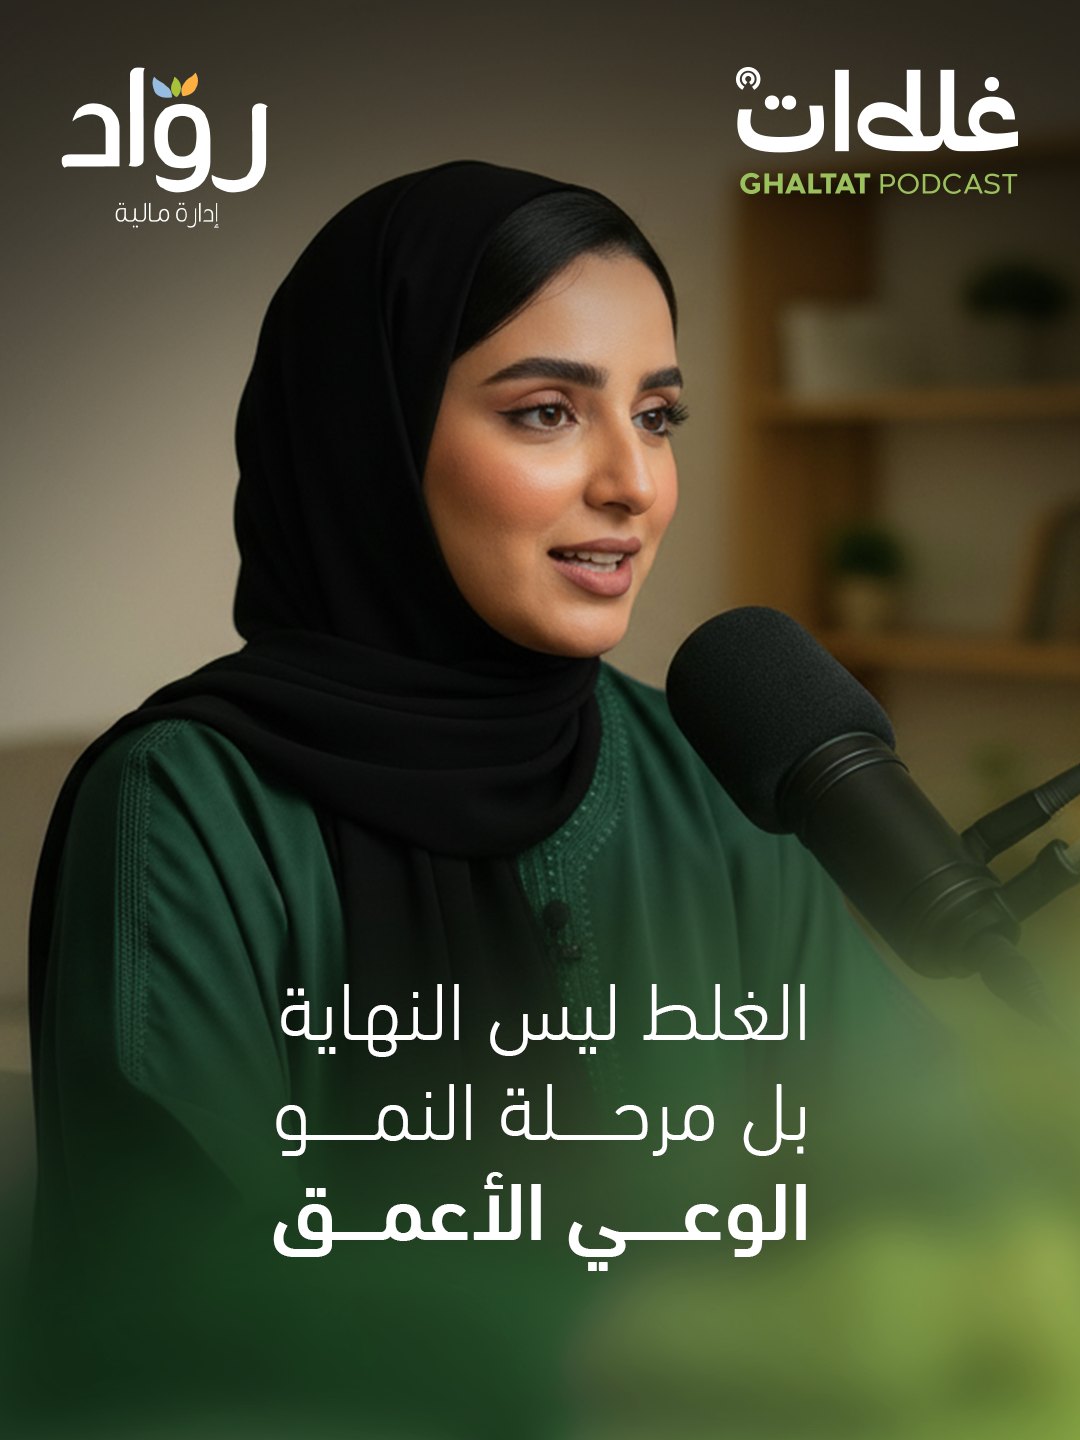 غلطات
GHALTAT PODCAST
روّاد
إدارة مالية
الغلط ليس النهاية
بل مرحـــلة النمـــو
الوعـــي الأعمـــق